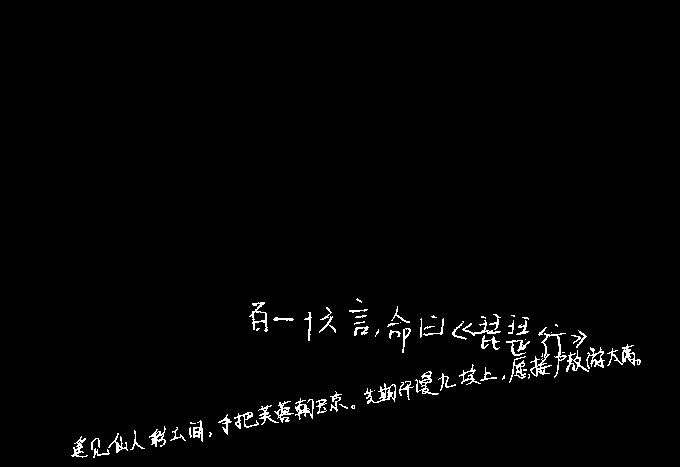 百一十六言,命曰《琵琶行》
遥见仙人彩云间,手把芙蓉朝玉京。先期汗漫九垓上,愿接卢敖游太清。